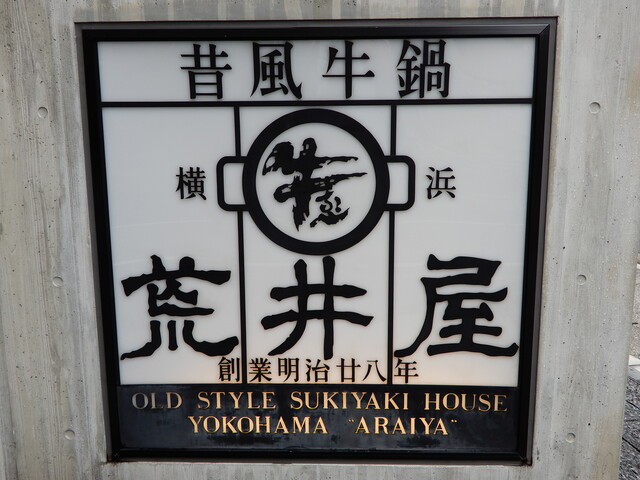 昔風牛鍋
横浜
荒井屋
創業明治廿八年
OLD STYLE SUKIYAKI HOUSE
YOKOHAMA "ARAIYA"